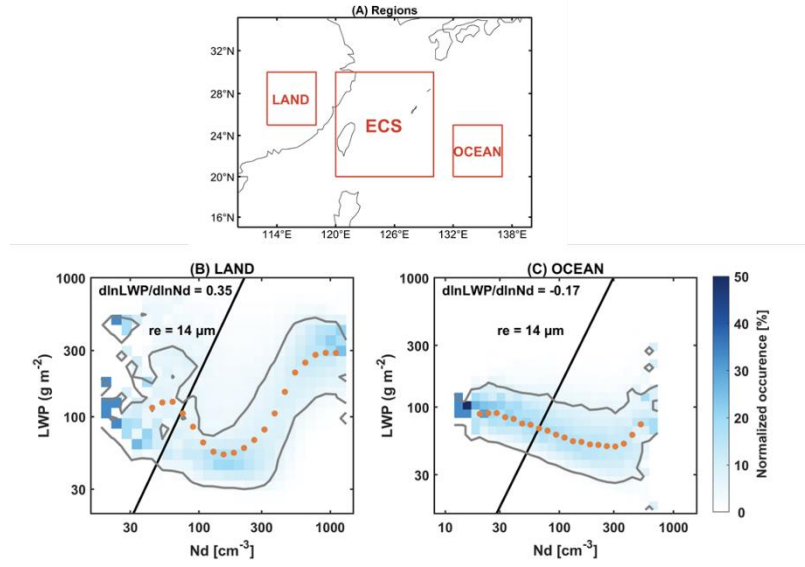 (A) Regions
32°N
28°N
24°N
20°N
16°N
LAND
ECS
OCEAN
114°E 120°E 126°E 132°E 138°E
(B) LAND
dlnLWP/dlnNd = 0.35
re = 14 μm
LWP (g m-2)
1000
300
100
30
30 100 300 1000
Nd [cm-3]
(C) OCEAN
dlnLWP/dlnNd = -0.17
re = 14 μm
LWP (g m-2)
1000
300
100
30
10 30 100 300 1000
Nd [cm-3]
50
40
30
20
10
0
Normalized occurence [%]